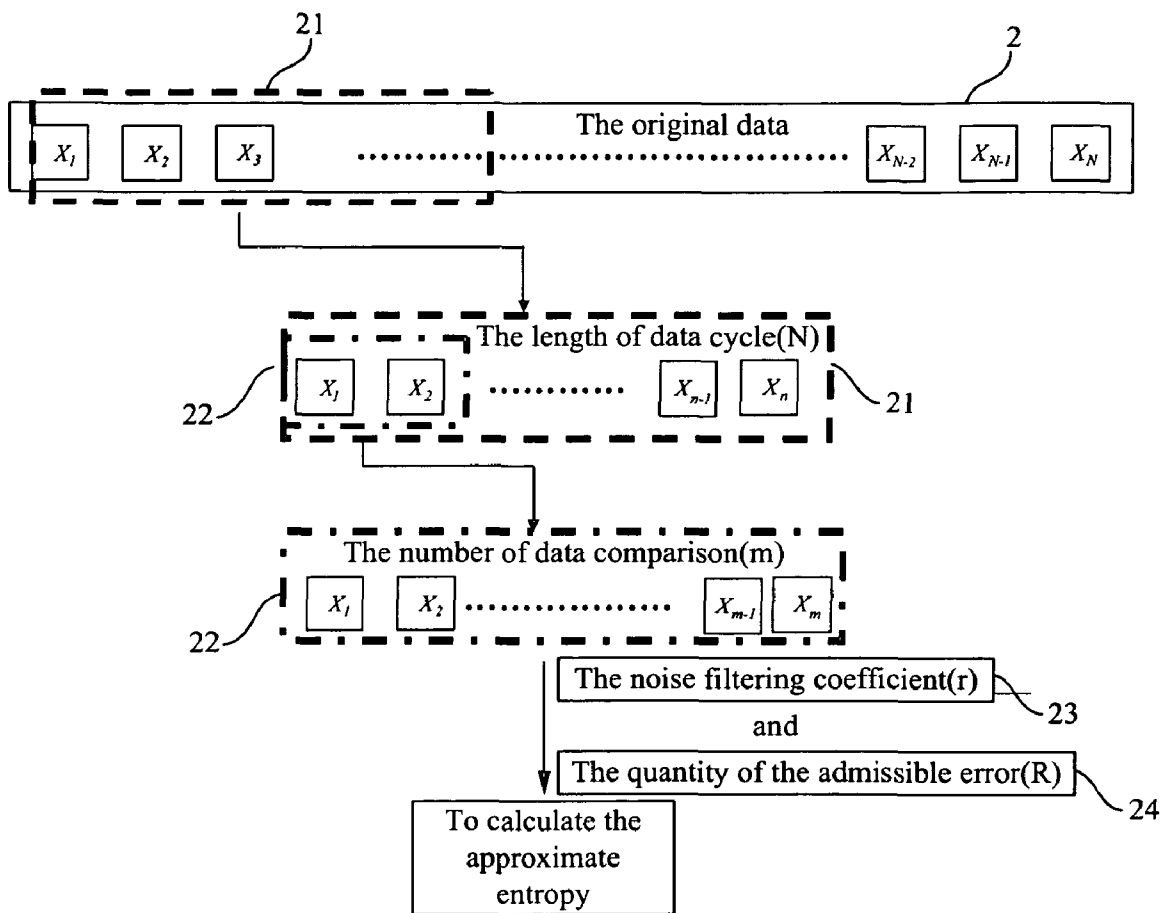 21
2
The original data
X1 X2 X3 ........................................ XN-2 XN-1 XN
The length of data cycle(N)
X1 X2 ............ Xn-1 Xn
22
21
The number of data comparison(m)
X1 X2 .................. Xm-1 Xm
22
The noise filtering coefficient(r)
23
and
The quantity of the admissible error(R)
24
To calculate the
approximate
entropy